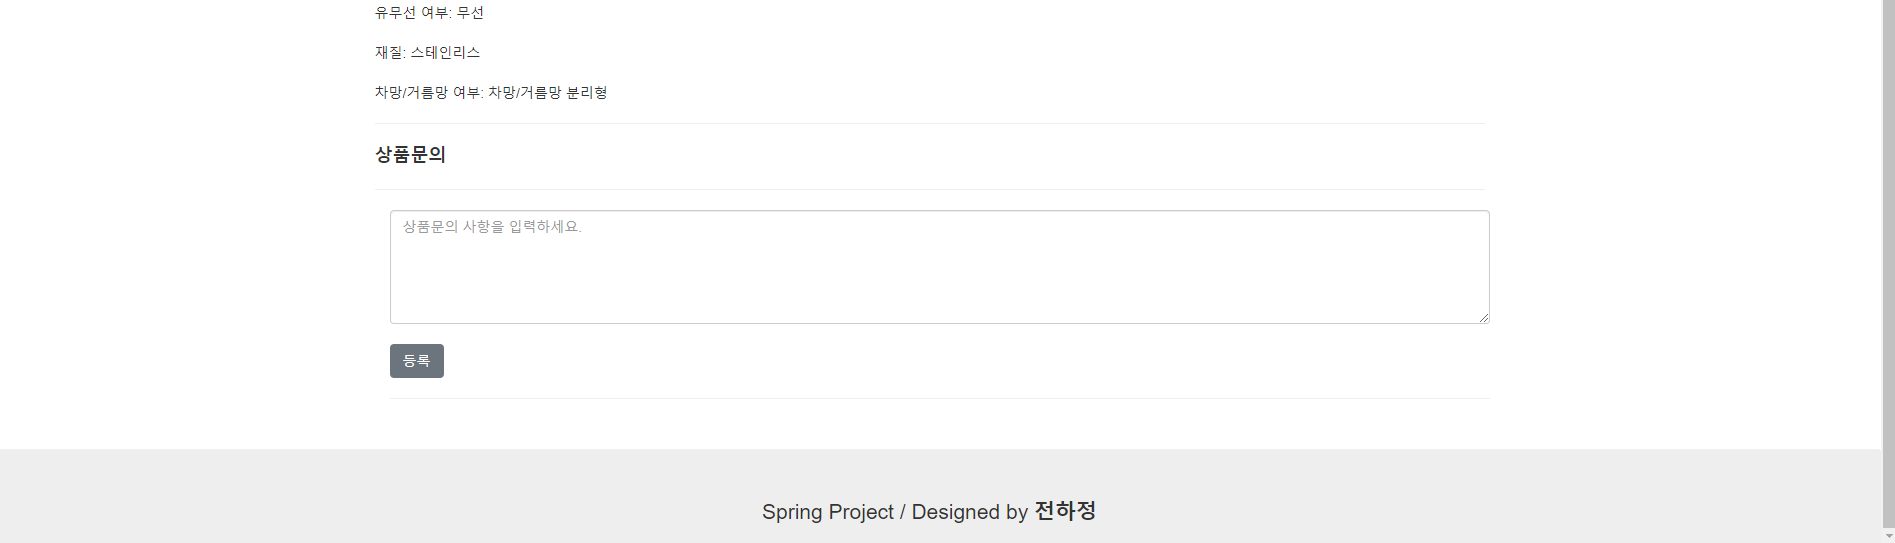 유무선 여부: 무선
재질: 스테인리스
차망/거름망 여부: 차망/거름망 분리형
상품문의
상품문의 사항을 입력하세요.
등록
Spring Project / Designed by 전하정